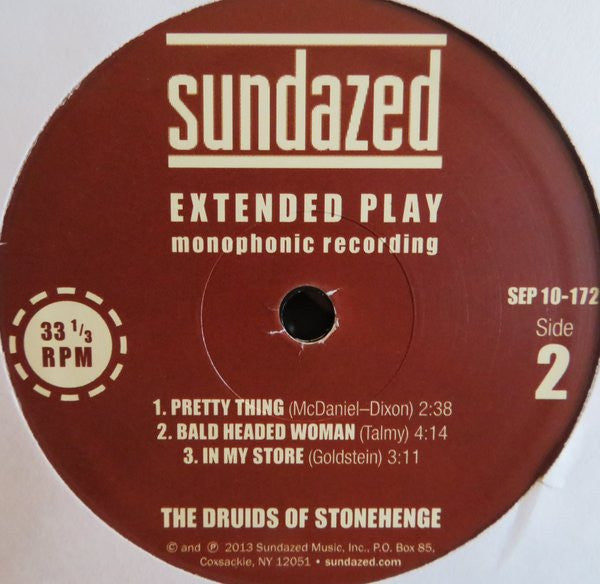 sundazed
EXTENDED PLAY
monophonic recording
SEP 10-172
33 1/3
RPM
Side
2
1. PRETTY THING (McDaniel–Dixon) 2:38
2. BALD HEADED WOMAN (Talmy) 4:14
3. IN MY STORE (Goldstein) 3:11
THE DRUIDS OF STONEHENGE
© and ℗ 2013 Sundazed Music, Inc., P.O. Box 85,
Coxsackie, NY 12051 • sundazed.com